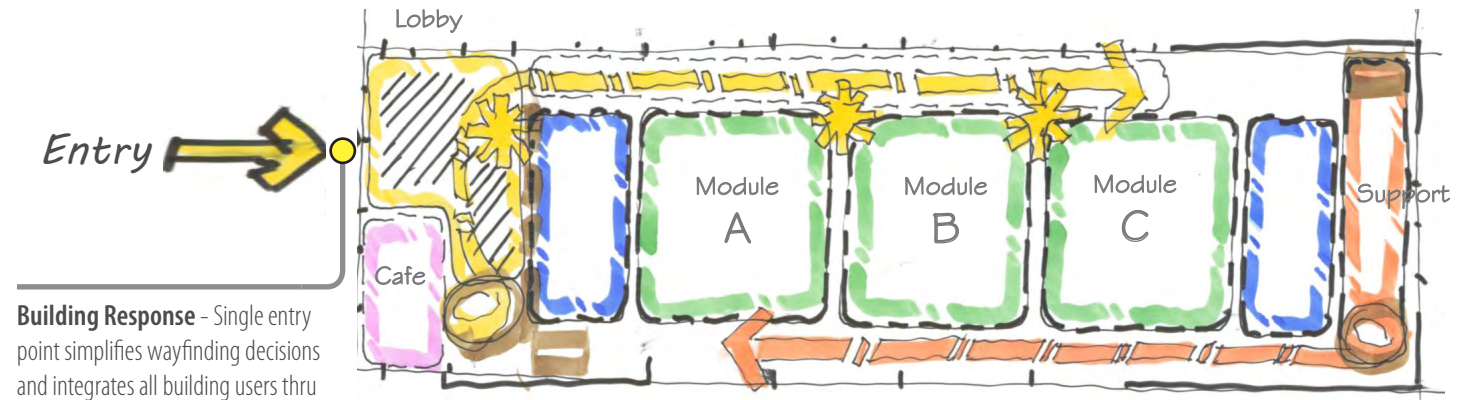 Lobby
Entry
Module
A
Module
B
Module
C
Support
Cafe
Building Response - Single entry
point simplifies wayfinding decisions
and integrates all building users thru